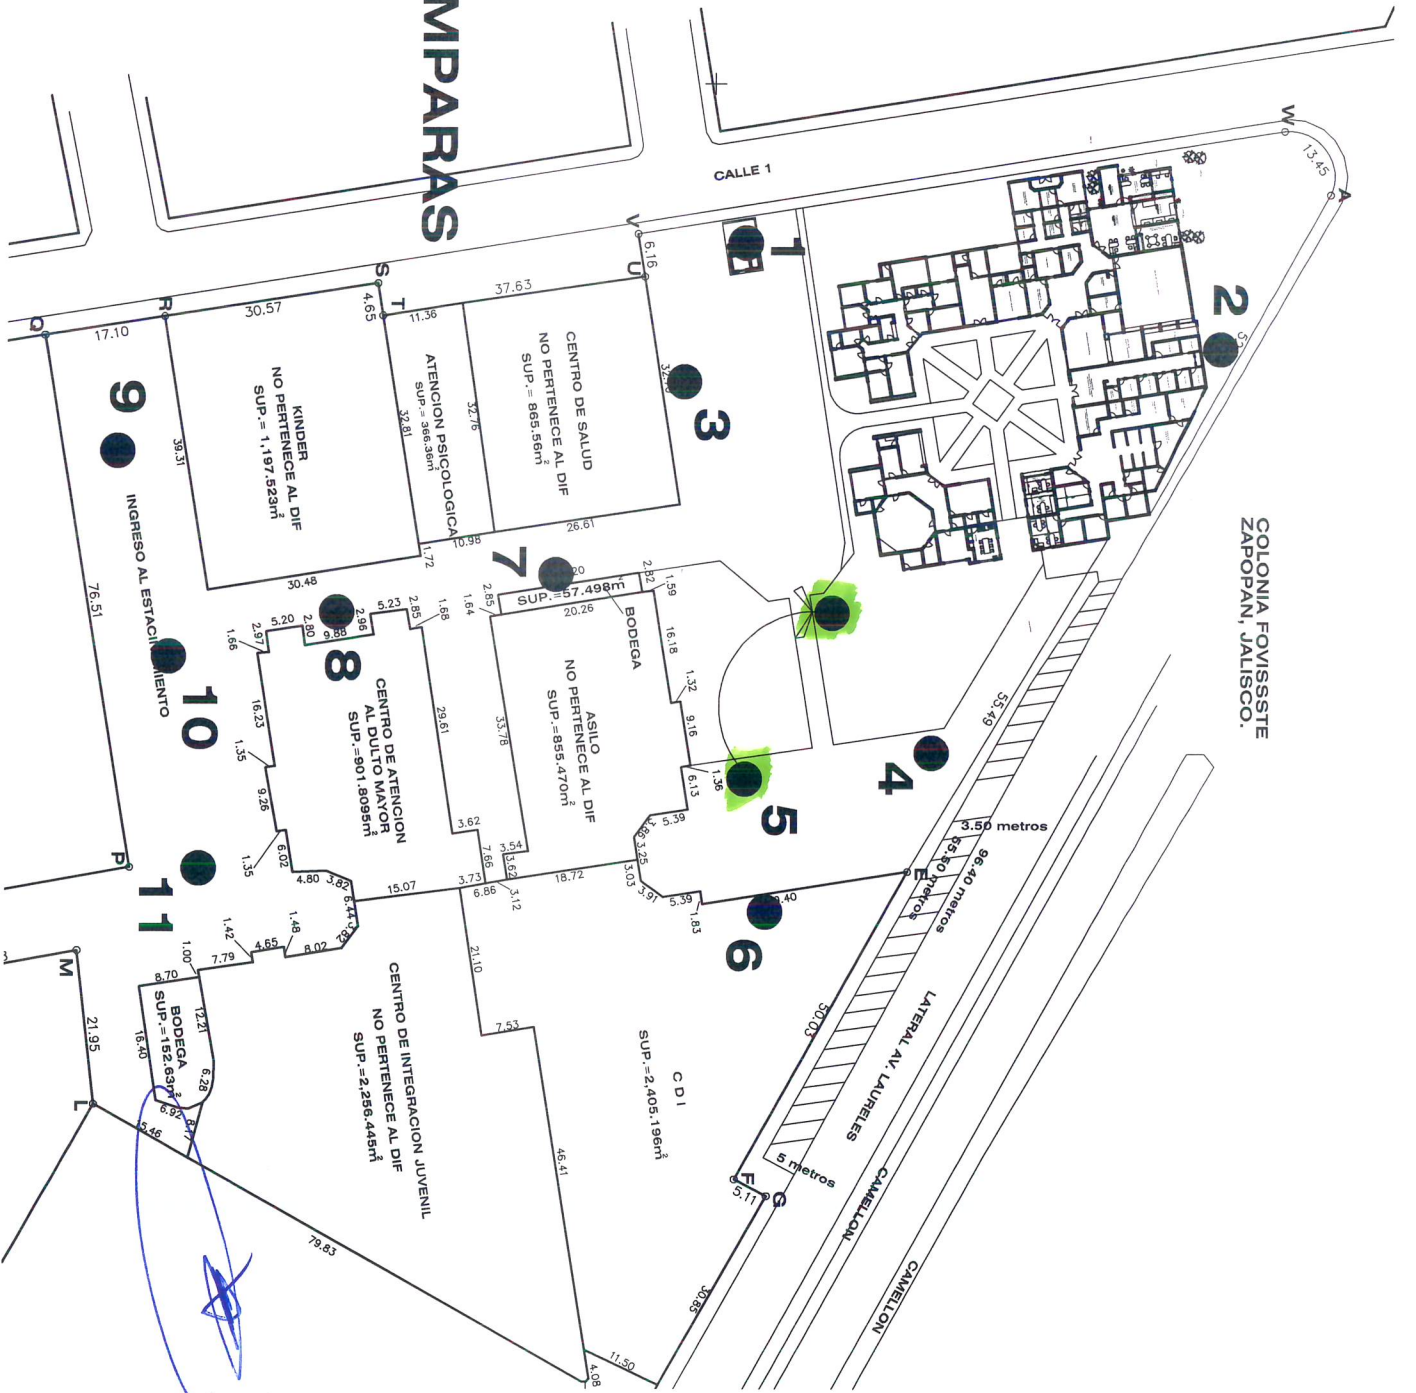 MPARAS
COLONIA FOVISSSTE
ZAPOPAN, JALISCO.
CALLE 1
W
13.45
A
1
2
3
4
5
6
7
8
9
10
11
V
6.16
U
37.63
S
4.65
T
11.36
R
30.57
Q
17.10
CENTRO DE SALUD
NO PERTENECE AL DIF
SUP.= 865.56m²
32.76
26.61
ATENCION PSICOLOGICA
SUP.= 366.36m²
32.81
10.98
1.72
KINDER
NO PERTENECE AL DIF
SUP.= 1,197.523m²
39.31
30.48
76.51
P
2.82
1.59
SUP.=57.498m
20.26
2.85
1.64
BODEGA
16.18
1.32
9.16
1.36
6.13
5.39
3.86
3.25
3.03
3.91
5.39
1.83
ASILO
NO PERTENECE AL DIF
SUP.=855.470m²
33.78
3.54
3.62
18.72
3.12
6.86
3.73
7.66
3.62
29.61
1.68
2.85
5.23
2.96
9.88
2.80
5.20
2.97
1.66
16.23
1.35
9.26
1.35
6.02
4.80
3.82
6.44
3.82
15.07
CENTRO DE ATENCION
AL DULTO MAYOR
SUP.=901.8095m²
8.02
1.48
4.65
1.42
7.79
1.00
8.70
12.21
6.28
16.40
6.92
BODEGA
SUP.=152.63m²
M
21.95
L
79.83
CENTRO DE INTEGRACION JUVENIL
NO PERTENECE AL DIF
SUP.=2,256.445m²
21.10
7.53
46.41
4.08
11.50
C D I
SUP.=2,405.196m²
E
50.03
F
5.11
G
30.85
55.49
3.50 metros
55.50 metros
96.40 metros
5 metros
LATERAL AV. LAURELES
CAMELLON
CAMELLON